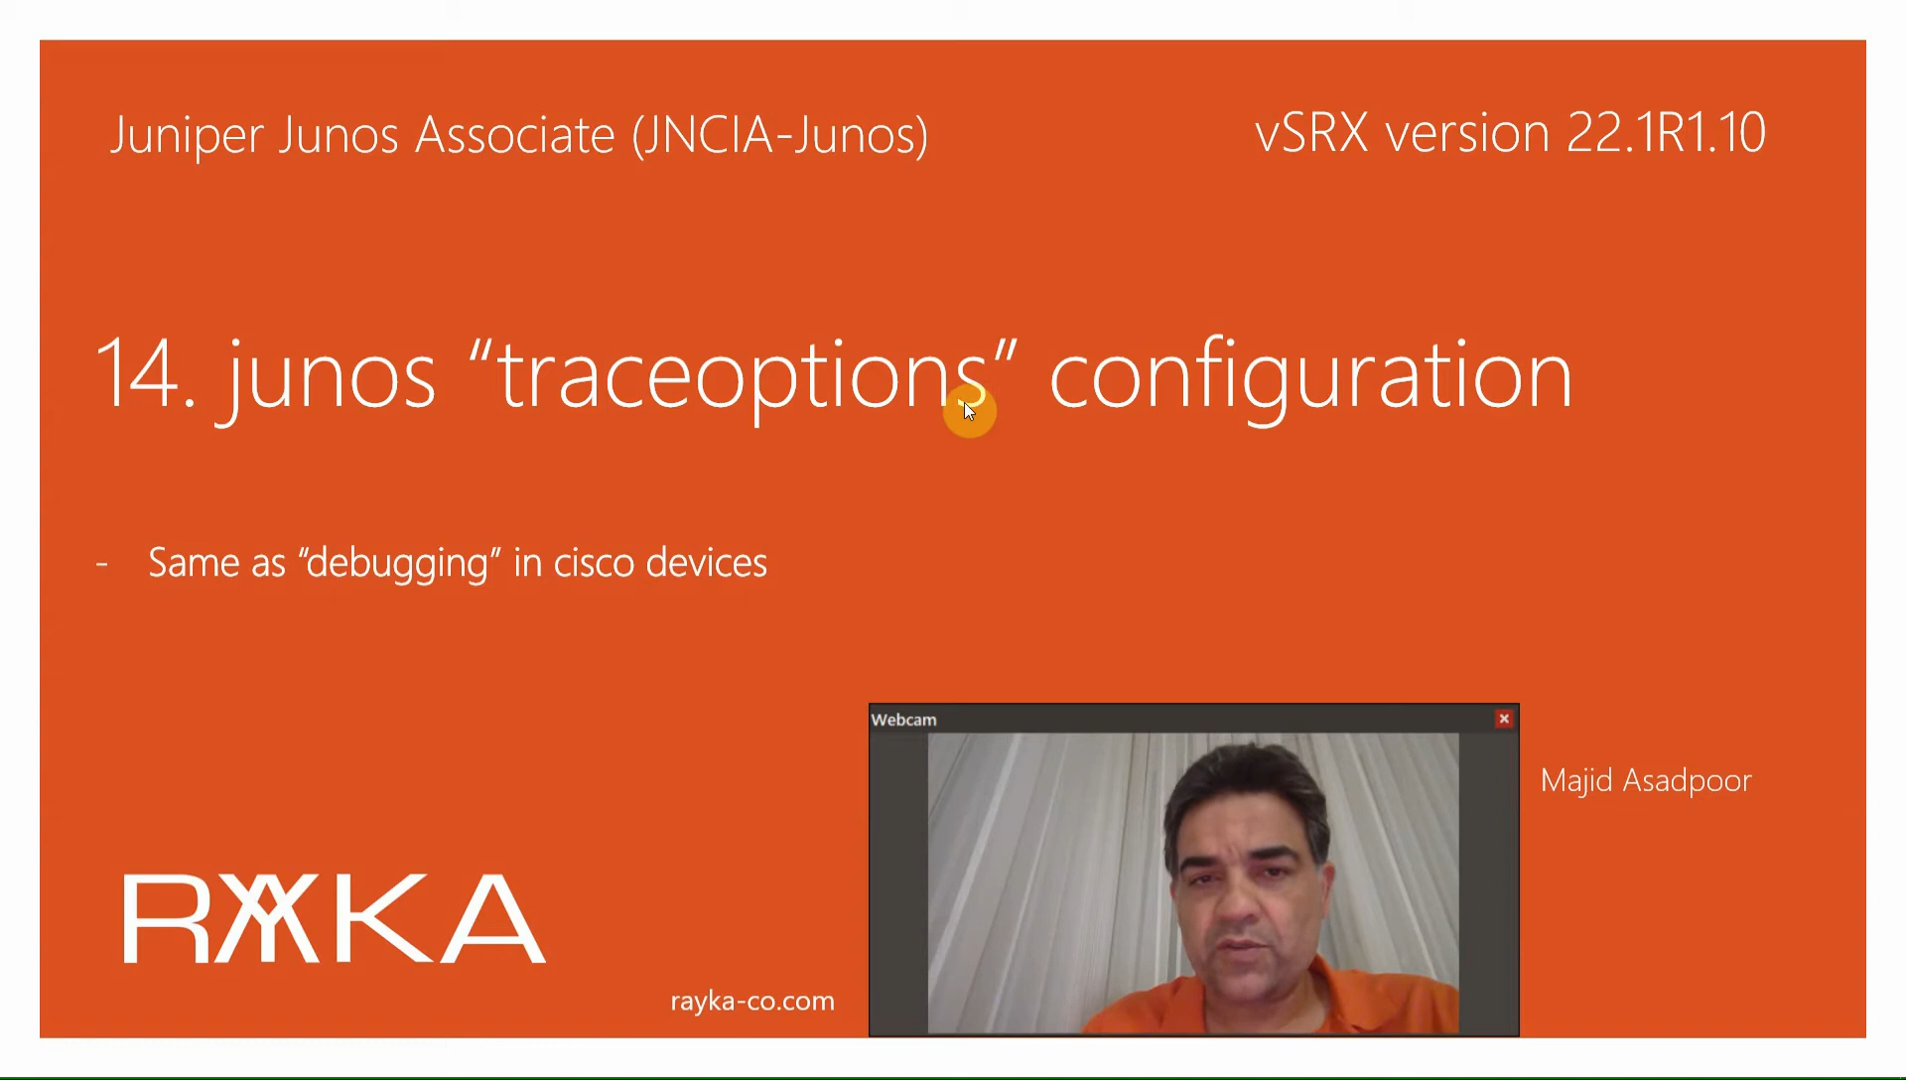 Juniper Junos Associate (JNCIA-Junos)
vSRX version 22.1R1.10
14. junos “traceoptions” configuration
- Same as “debugging” in cisco devices
Webcam
Majid Asadpoor
RAYKA
rayka-co.com